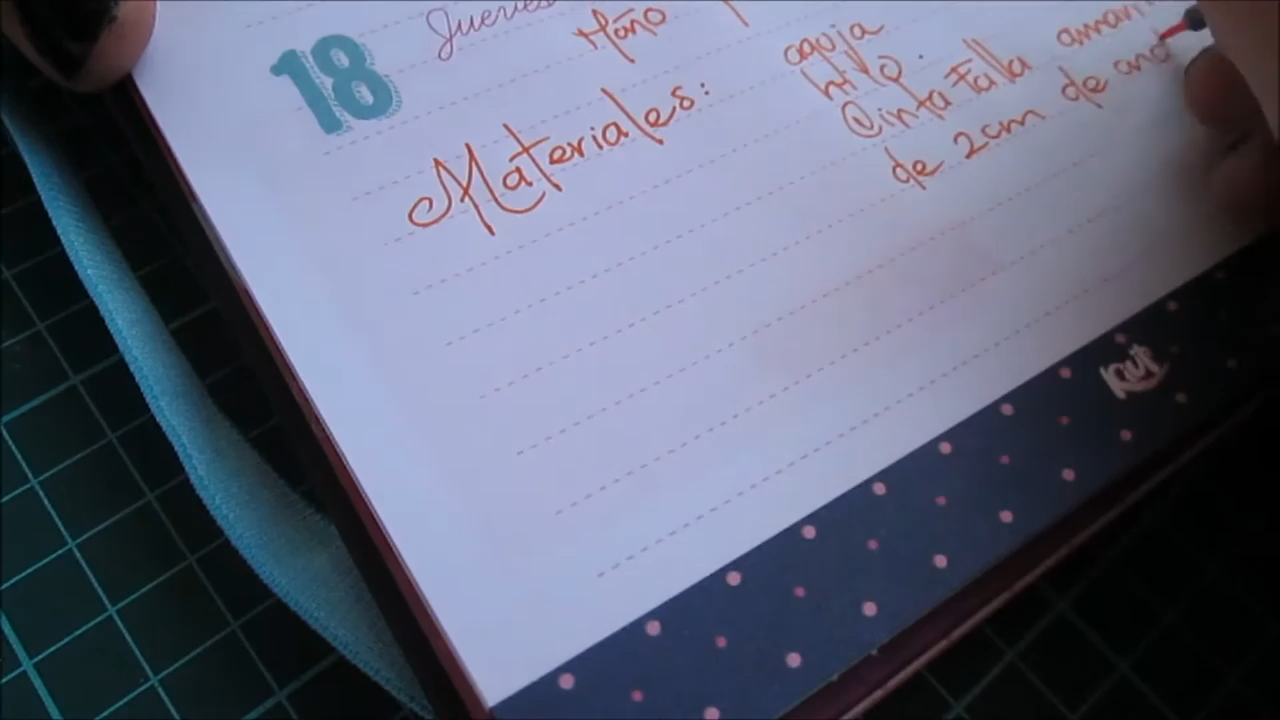 18 Jueves
Moño
Materiales:
aguja
hilo.
Cinta Falla
de 2cm de